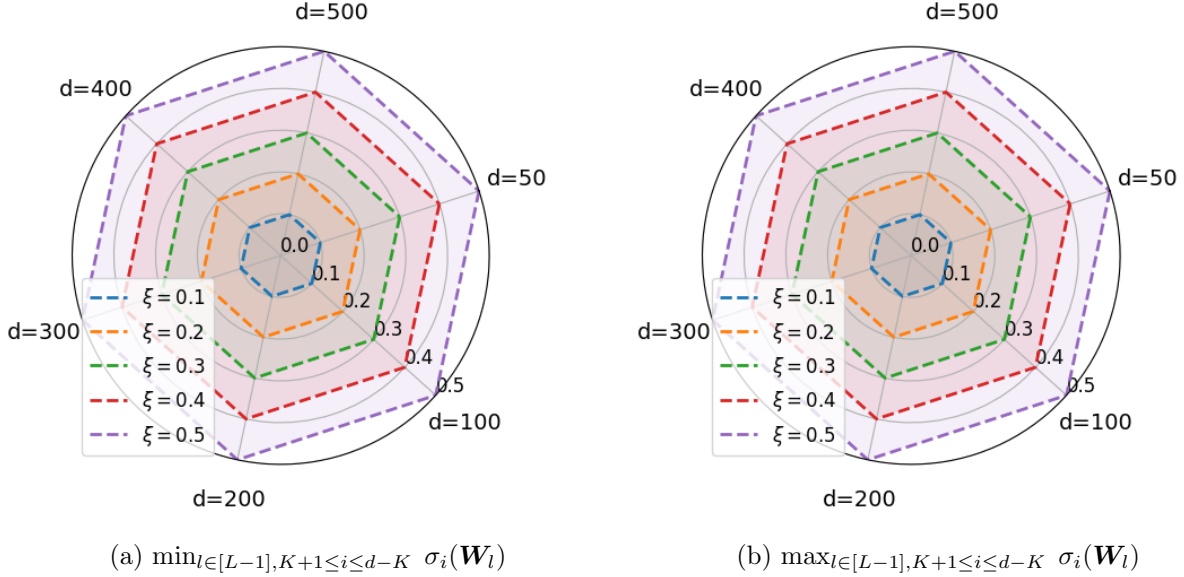 d=500
d=400
d=50
0.0
0.1
0.2
0.3
0.4
0.5
d=300
d=100
d=200
ξ = 0.1
ξ = 0.2
ξ = 0.3
ξ = 0.4
ξ = 0.5
(a) min_{l∈[L−1],K+1≤i≤d−K} σ_i(W_l)
d=500
d=400
d=50
0.0
0.1
0.2
0.3
0.4
0.5
d=300
d=100
d=200
ξ = 0.1
ξ = 0.2
ξ = 0.3
ξ = 0.4
ξ = 0.5
(b) max_{l∈[L−1],K+1≤i≤d−K} σ_i(W_l)